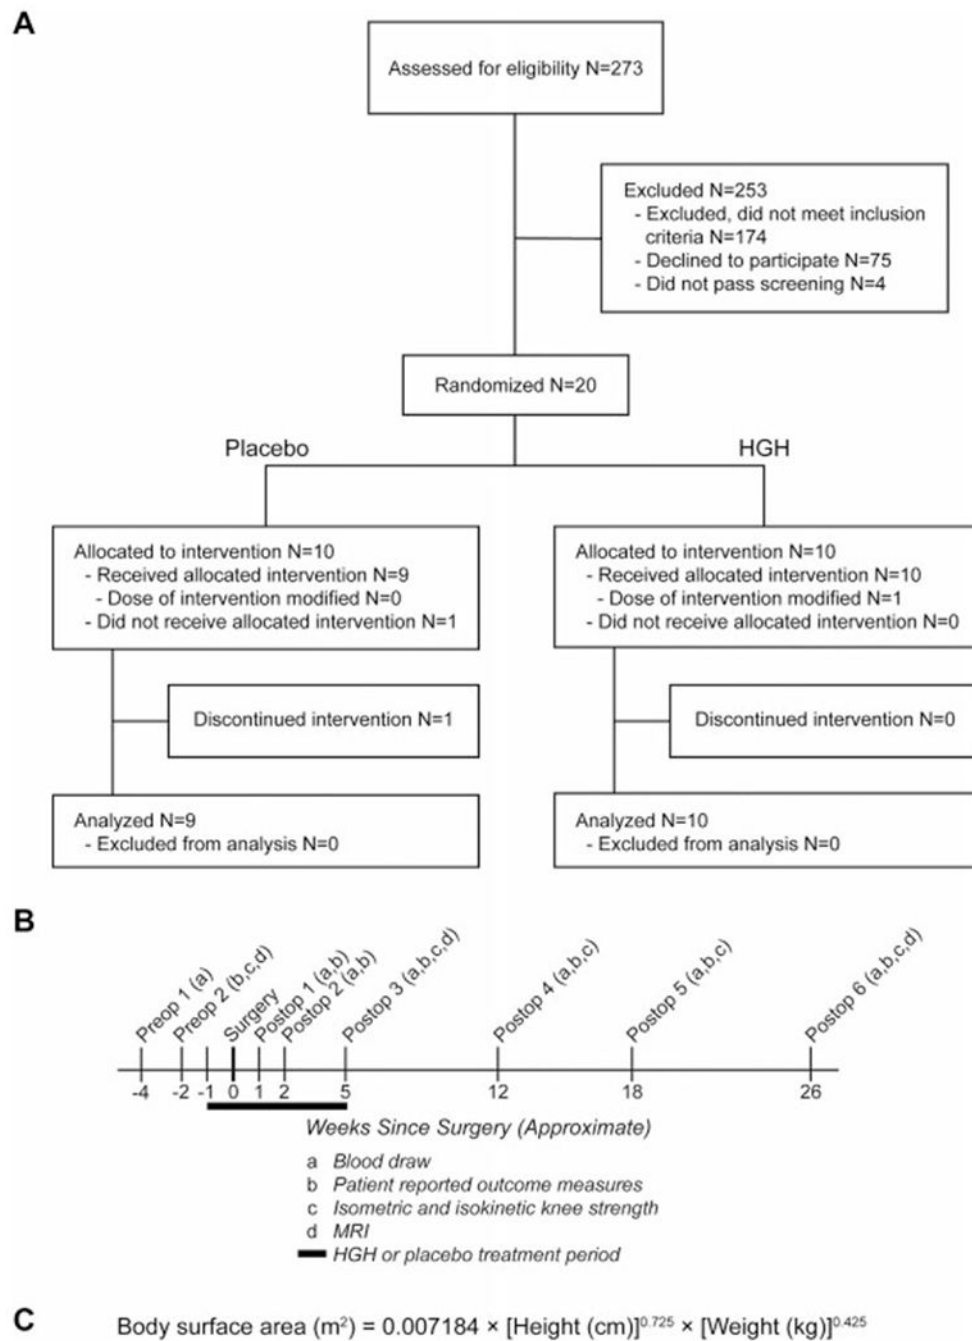 A
Assessed for eligibility N=273
Excluded N=253
- Excluded, did not meet inclusion
criteria N=174
- Declined to participate N=75
- Did not pass screening N=4
Randomized N=20
Placebo
HGH
Allocated to intervention N=10
- Received allocated intervention N=9
- Dose of intervention modified N=0
- Did not receive allocated intervention N=1
Allocated to intervention N=10
- Received allocated intervention N=10
- Dose of intervention modified N=1
- Did not receive allocated intervention N=0
Discontinued intervention N=1
Discontinued intervention N=0
Analyzed N=9
- Excluded from analysis N=0
Analyzed N=10
- Excluded from analysis N=0
B
Preop 1 (a)
Preop 2 (b,c,d)
Surgery
Postop 1 (a,b)
Postop 2 (a,b)
Postop 3 (a,b,c,d)
Postop 4 (a,b,c)
Postop 5 (a,b,c)
Postop 6 (a,b,c,d)
-4 -2 -1 0 1 2 5 12 18 26
Weeks Since Surgery (Approximate)
a Blood draw
b Patient reported outcome measures
c Isometric and isokinetic knee strength
d MRI
HGH or placebo treatment period
C
Body surface area (m²) = 0.007184 × [Height (cm)]^0.725 × [Weight (kg)]^0.425